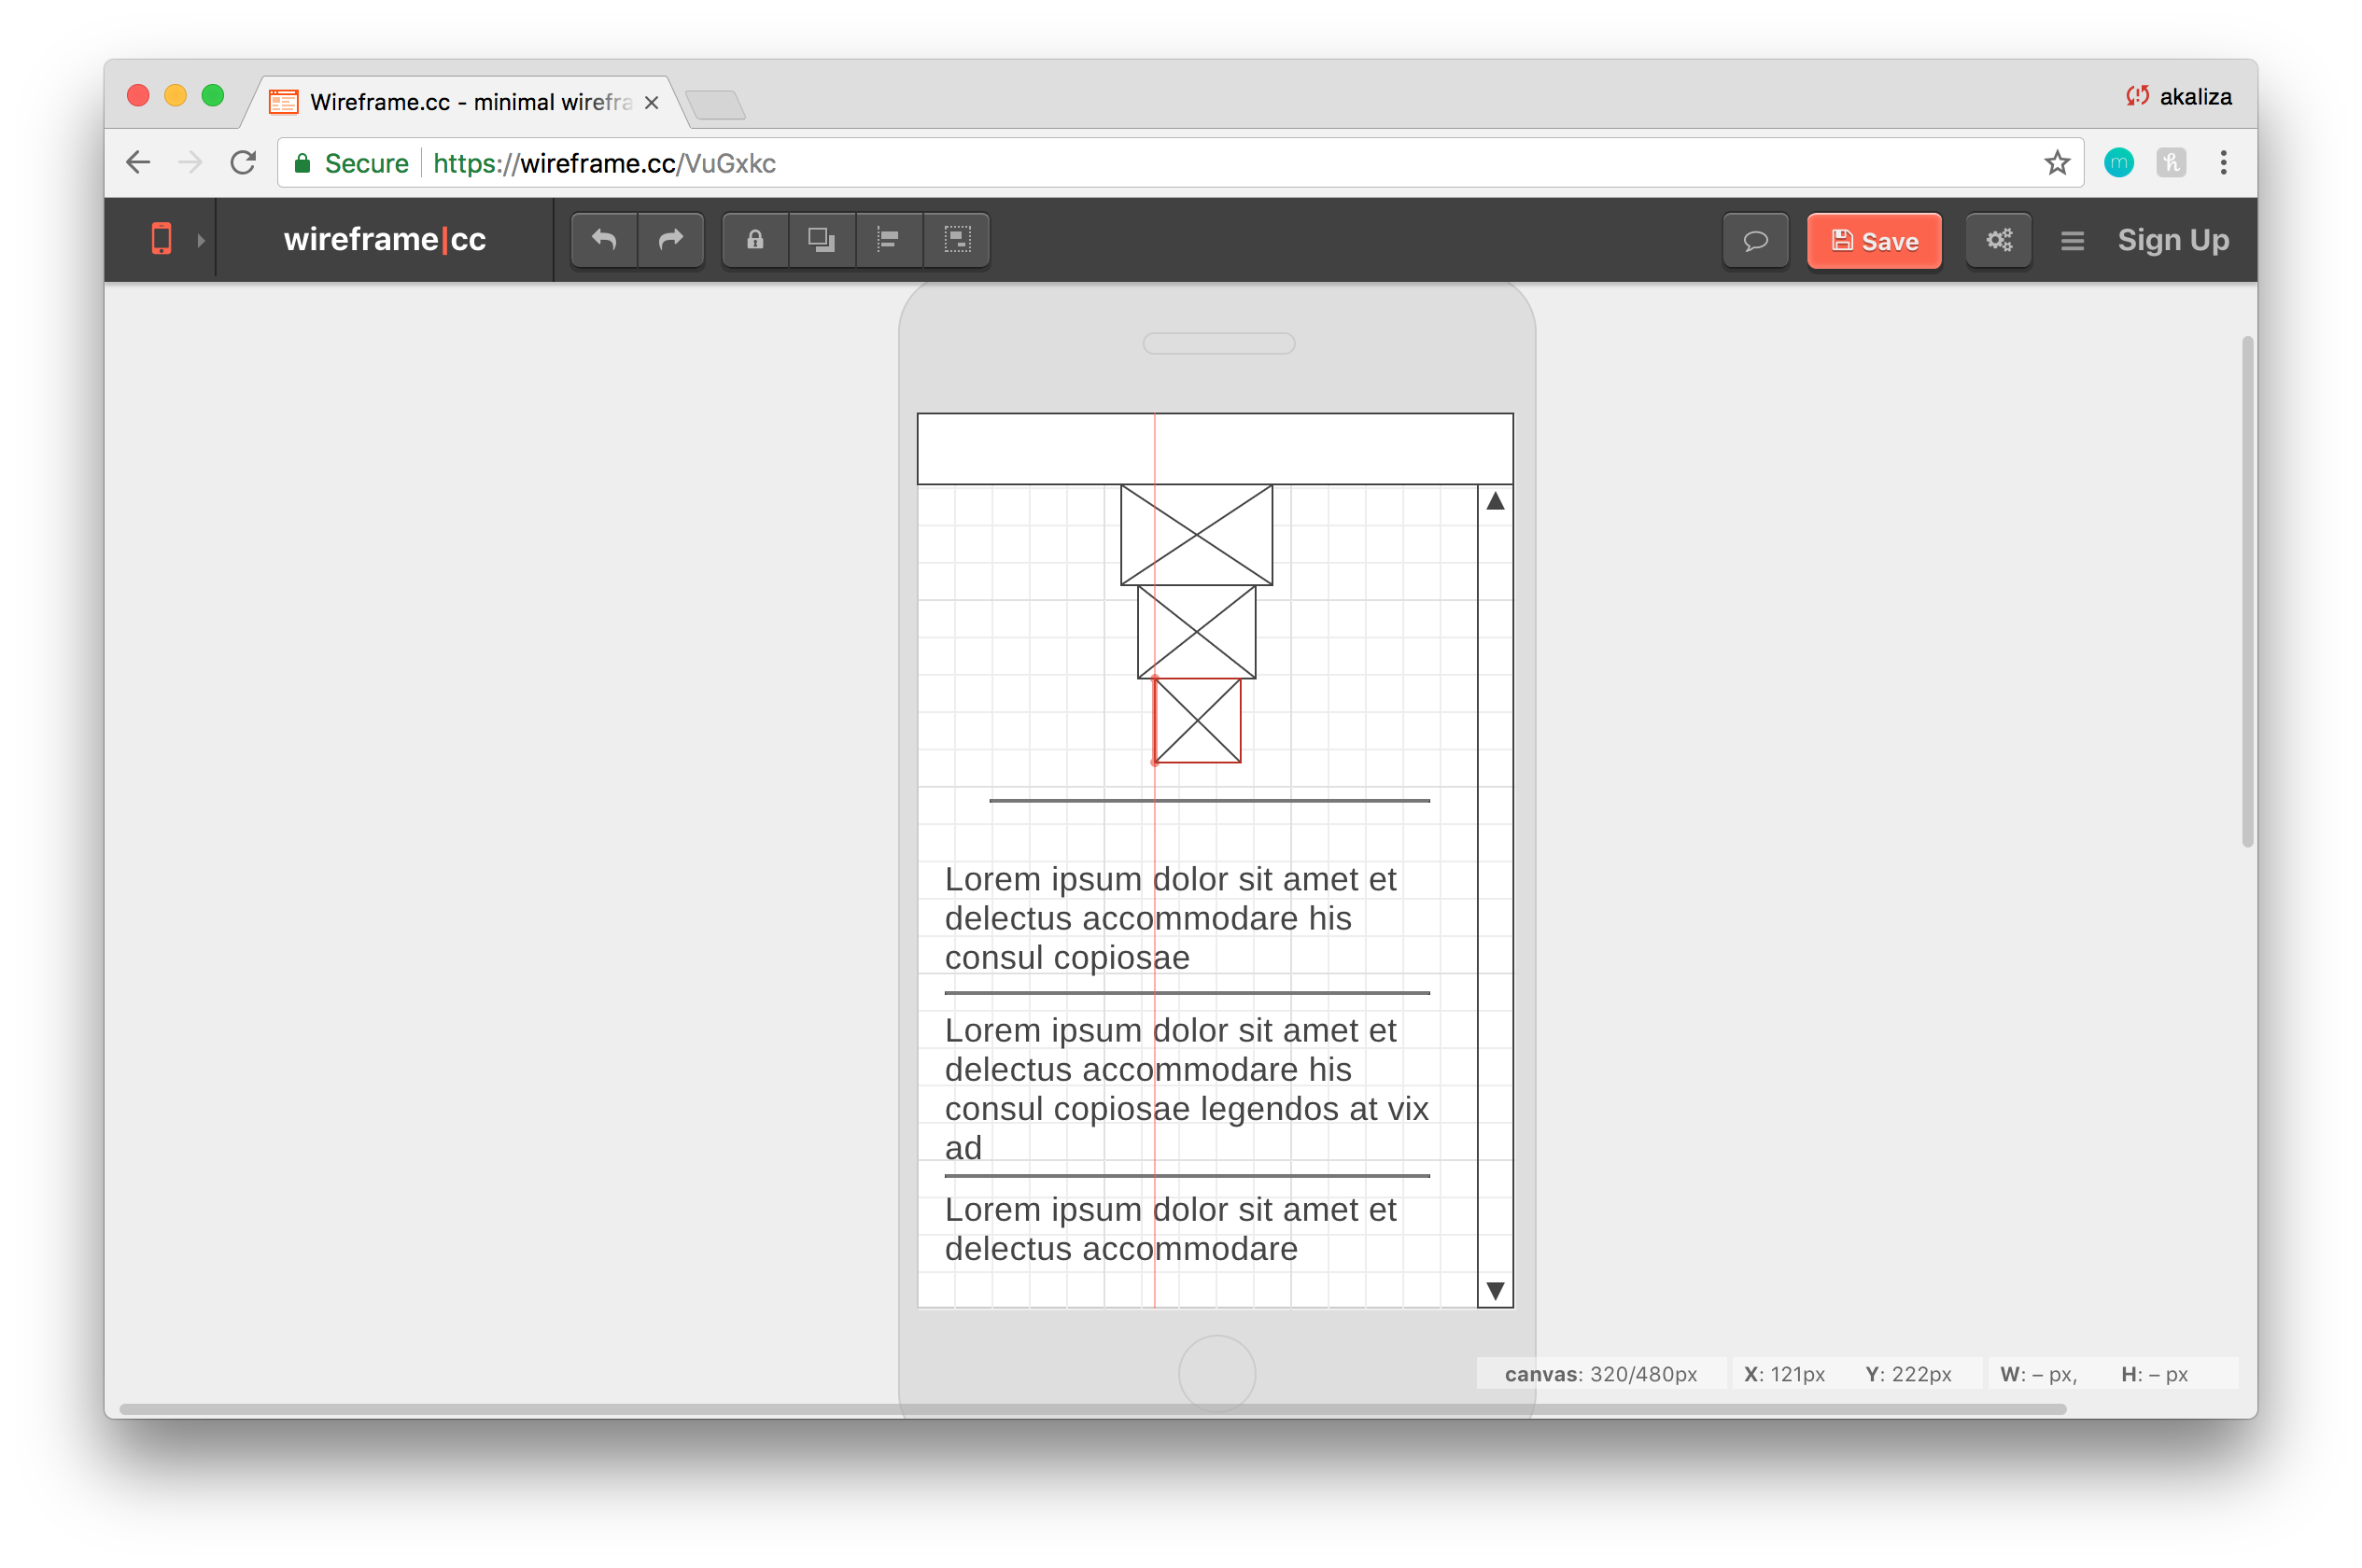 Wireframe.cc - minimal wirefra
akaliza
Secure https://wireframe.cc/VuGxkc
wireframe|cc
Save
Sign Up
Lorem ipsum dolor sit amet et
delectus accommodare his
consul copiosae
Lorem ipsum dolor sit amet et
delectus accommodare his
consul copiosae legendos at vix
ad
Lorem ipsum dolor sit amet et
delectus accommodare
canvas: 320/480px X: 121px Y: 222px W: – px, H: – px